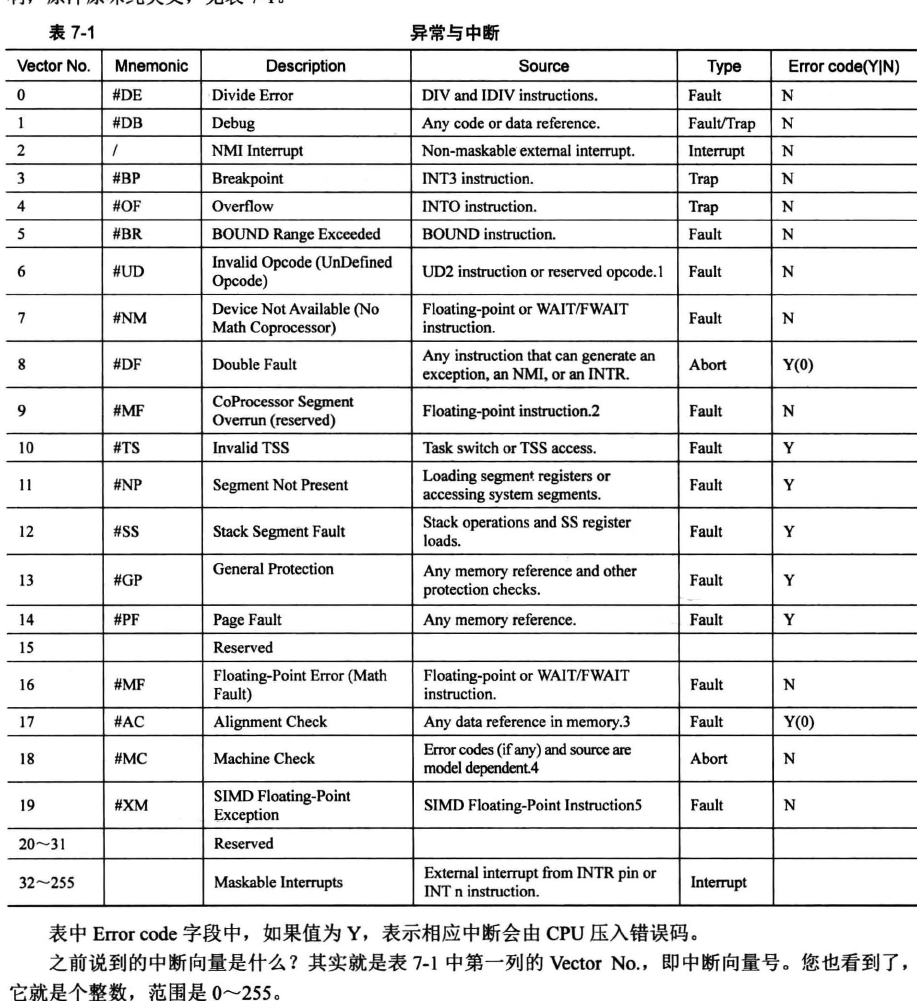 原汁原味纯英文，见表 7-1。
表 7-1 异常与中断
Vector No. Mnemonic Description Source Type Error code(Y|N)
0 #DE Divide Error DIV and IDIV instructions. Fault N
1 #DB Debug Any code or data reference. Fault/Trap N
2 / NMI Interrupt Non-maskable external interrupt. Interrupt N
3 #BP Breakpoint INT3 instruction. Trap N
4 #OF Overflow INTO instruction. Trap N
5 #BR BOUND Range Exceeded BOUND instruction. Fault N
6 #UD Invalid Opcode (UnDefined
Opcode) UD2 instruction or reserved opcode.1 Fault N
7 #NM Device Not Available (No
Math Coprocessor) Floating-point or WAIT/FWAIT
instruction. Fault N
8 #DF Double Fault Any instruction that can generate an
exception, an NMI, or an INTR. Abort Y(0)
9 #MF CoProcessor Segment
Overrun (reserved) Floating-point instruction.2 Fault N
10 #TS Invalid TSS Task switch or TSS access. Fault Y
11 #NP Segment Not Present Loading segment registers or
accessing system segments. Fault Y
12 #SS Stack Segment Fault Stack operations and SS register
loads. Fault Y
13 #GP General Protection Any memory reference and other
protection checks. Fault Y
14 #PF Page Fault Any memory reference. Fault Y
15 Reserved
16 #MF Floating-Point Error (Math
Fault) Floating-point or WAIT/FWAIT
instruction. Fault N
17 #AC Alignment Check Any data reference in memory.3 Fault Y(0)
18 #MC Machine Check Error codes (if any) and source are
model dependent.4 Abort N
19 #XM SIMD Floating-Point
Exception SIMD Floating-Point Instruction5 Fault N
20～31 Reserved
32～255 Maskable Interrupts External interrupt from INTR pin or
INT n instruction. Interrupt
表中 Error code 字段中，如果值为 Y，表示相应中断会由 CPU 压入错误码。
之前说到的中断向量是什么？其实就是表 7-1 中第一列的 Vector No.，即中断向量号。您也看到了，
它就是个整数，范围是 0～255。